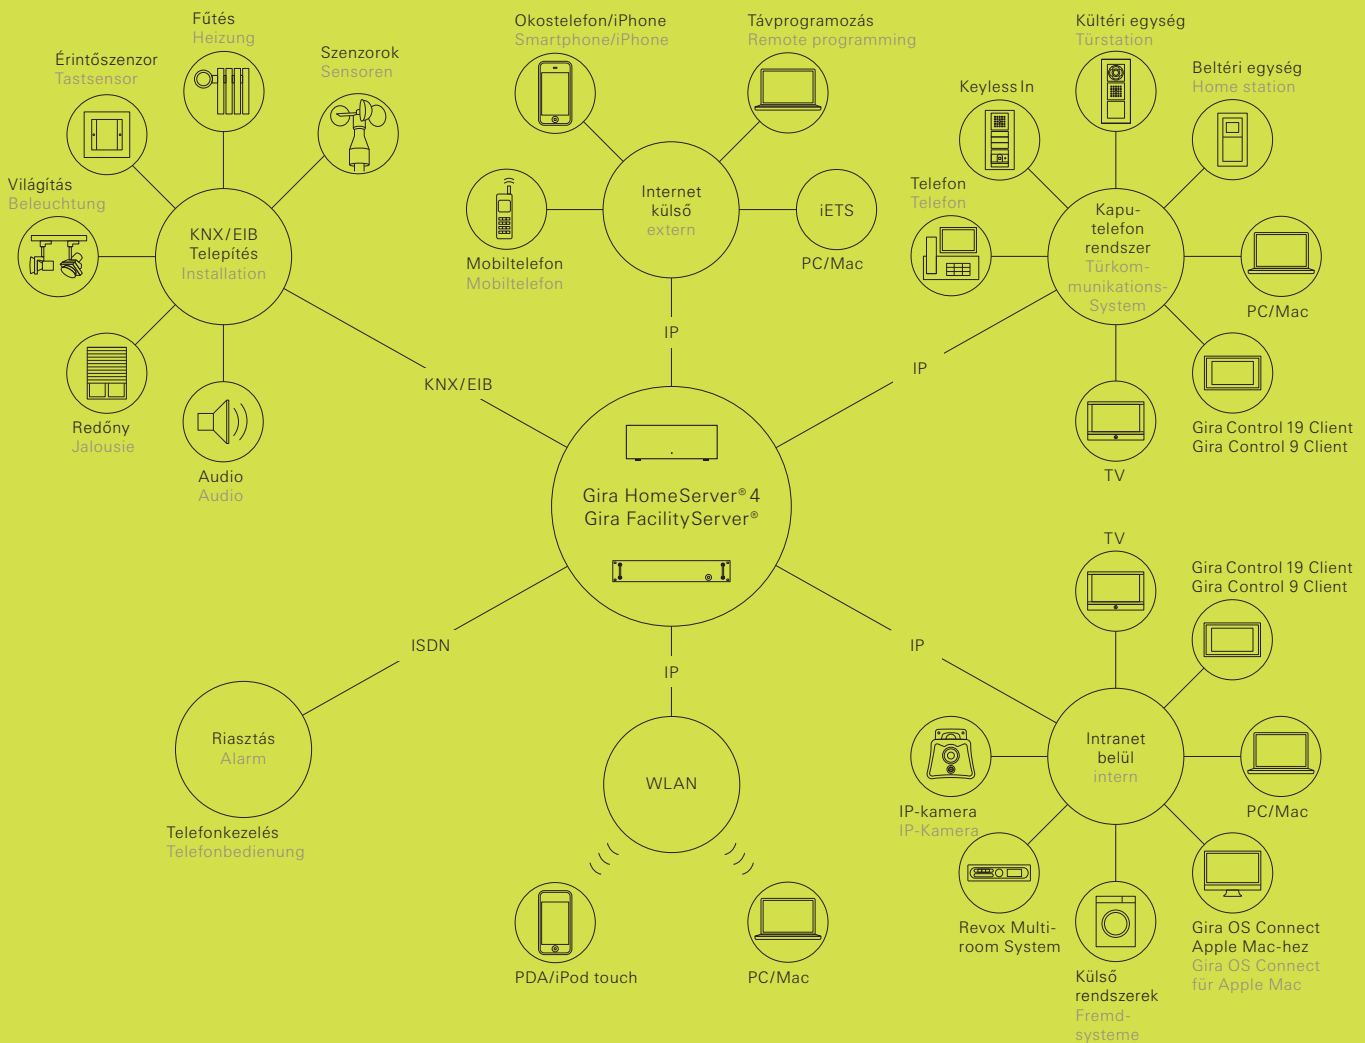 Fűtés
Heizung
Érintőszenzor
Tastsensor
Szenzorok
Sensoren
Világítás
Beleuchtung
KNX/EIB
Telepítés
Installation
Redőny
Jalousie
Audio
Audio
KNX/EIB
Okostelefon/iPhone
Smartphone/iPhone
Távprogramozás
Remote programming
Internet
külső
extern
iETS
PC/Mac
Mobiltelefon
Mobiltelefon
IP
Kültéri egység
Türstation
Beltéri egység
Home station
Keyless In
Telefon
Telefon
Kapu-
telefon
rendszer
Türkom-
munikations-
System
PC/Mac
Gira Control 19 Client
Gira Control 9 Client
TV
IP
Gira HomeServer® 4
Gira FacilityServer®
ISDN
Riasztás
Alarm
Telefonkezelés
Telefonbedienung
IP
WLAN
PDA/iPod touch
PC/Mac
IP
TV
Gira Control 19 Client
Gira Control 9 Client
Intranet
belül
intern
IP-kamera
IP-Kamera
PC/Mac
Revox Multi-
room System
Külső
rendszerek
Fremd-
systeme
Gira OS Connect
Apple Mac-hez
Gira OS Connect
für Apple Mac